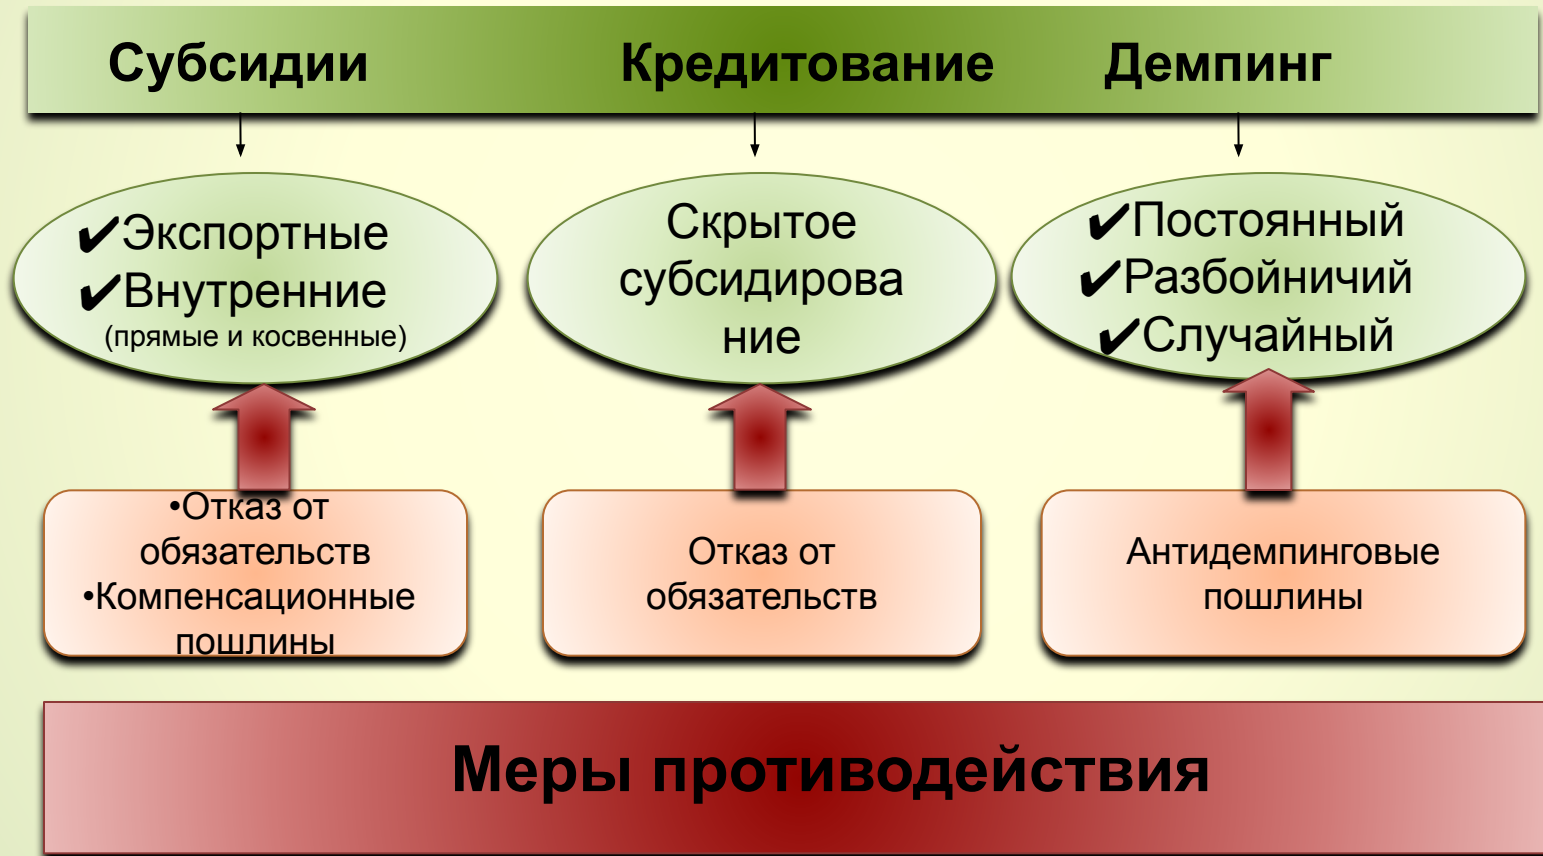 Субсидии Кредитование Демпинг
✔Экспортные
✔Внутренние
(прямые и косвенные)
Скрытое
субсидирова
ние
✔Постоянный
✔Разбойничий
✔Случайный
•Отказ от
обязательств
•Компенсационные
пошлины
Отказ от
обязательств
Антидемпинговые
пошлины
Меры противодействия